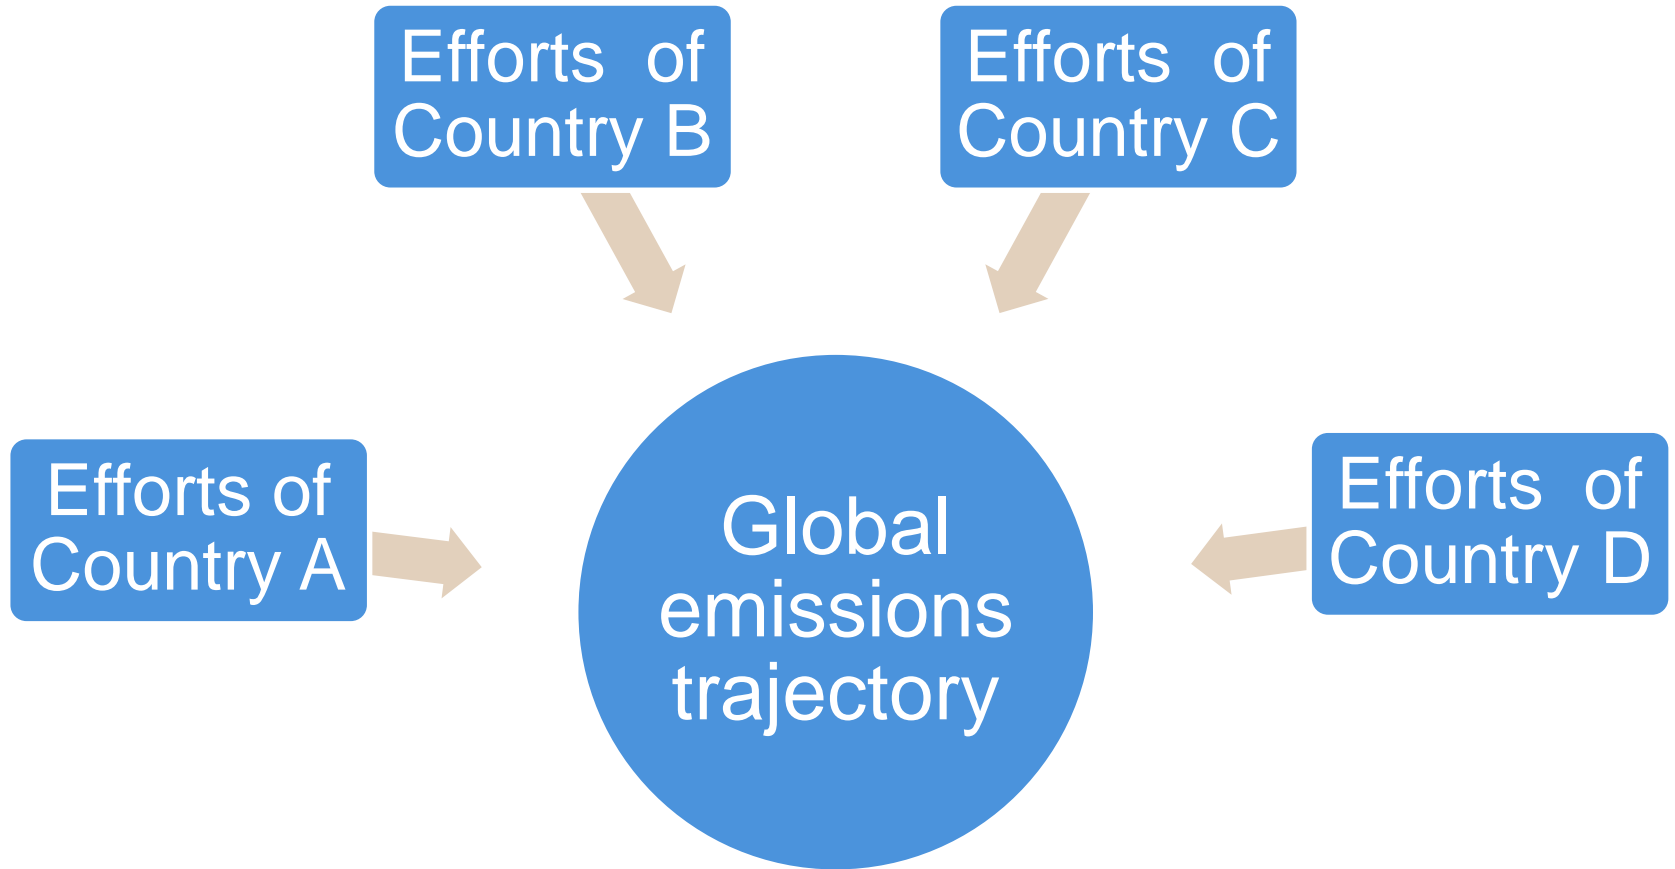 Efforts of
Country B
Efforts of
Country C
Efforts of
Country A
Global
emissions
trajectory
Efforts of
Country D